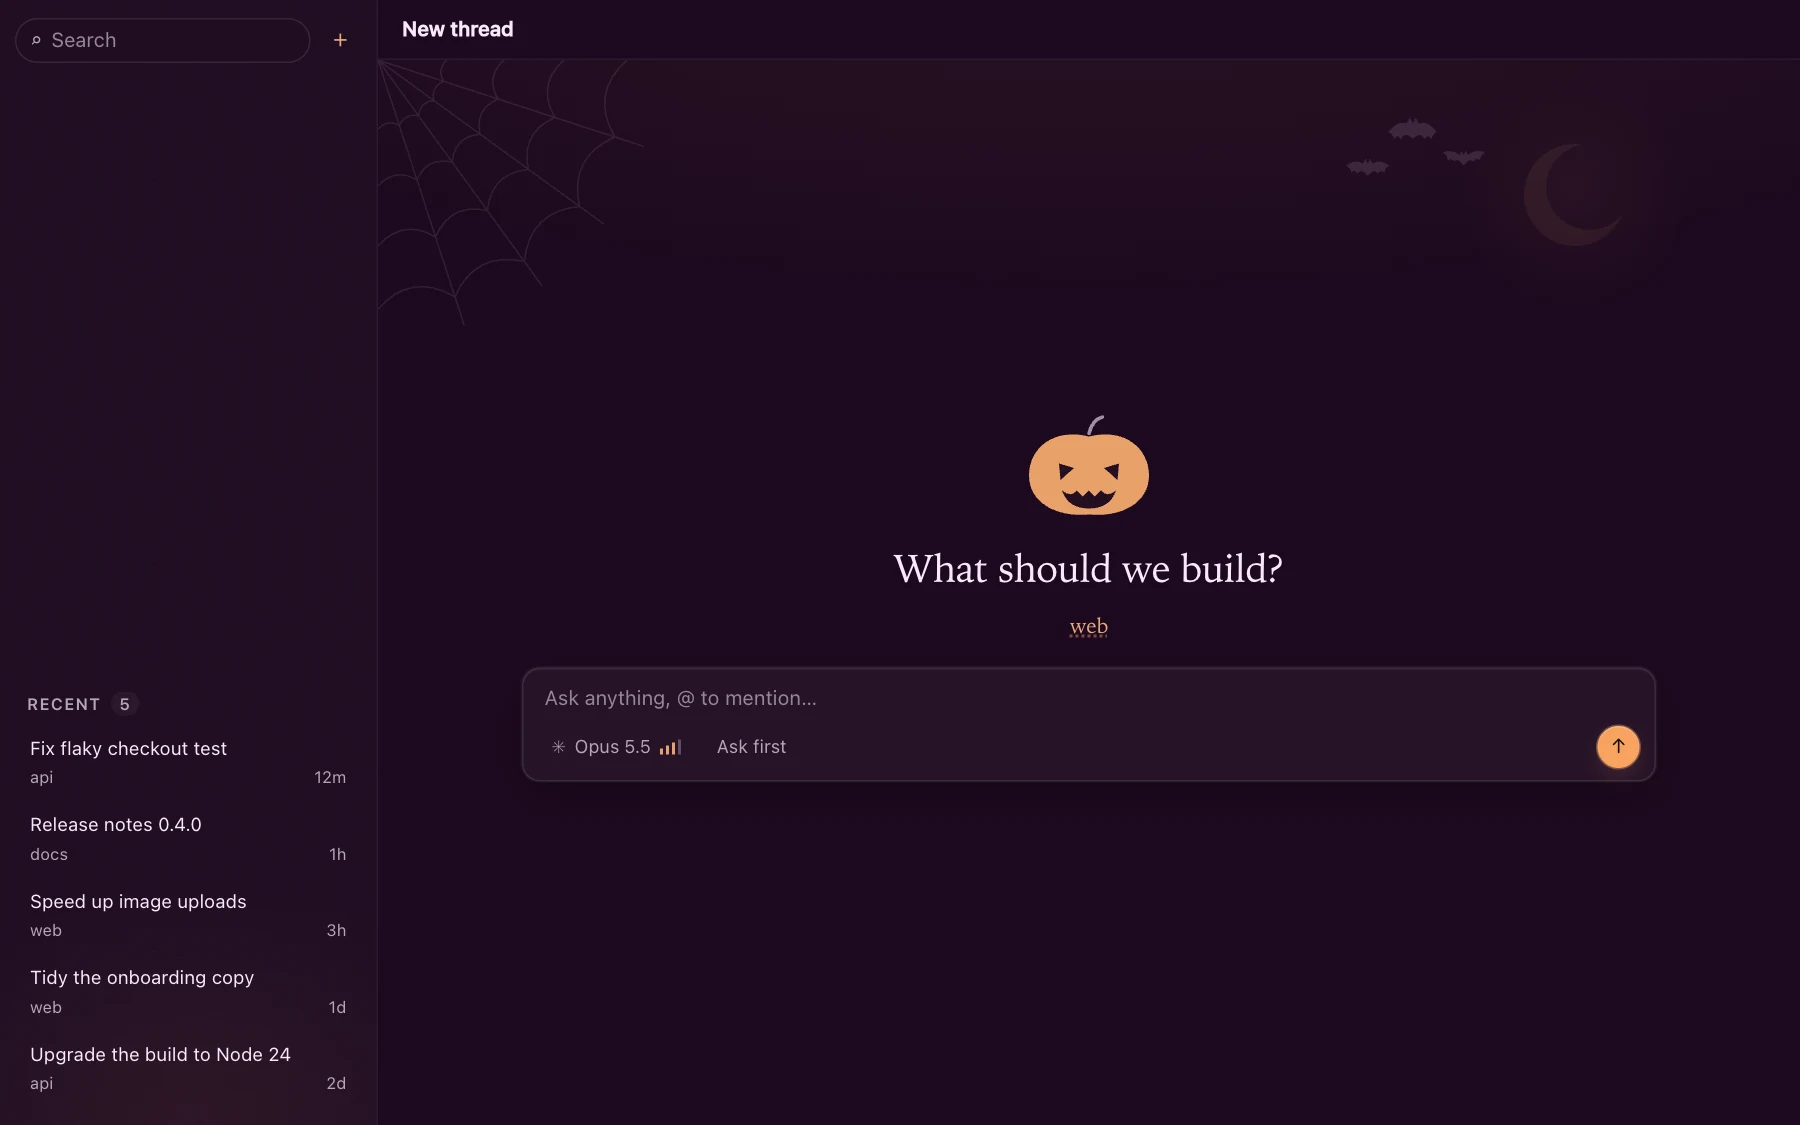 Search
+
New thread
What should we build?
web
Ask anything, @ to mention...
Opus 5.5
Ask first
RECENT 5
Fix flaky checkout test
api 12m
Release notes 0.4.0
docs 1h
Speed up image uploads
web 3h
Tidy the onboarding copy
web 1d
Upgrade the build to Node 24
api 2d